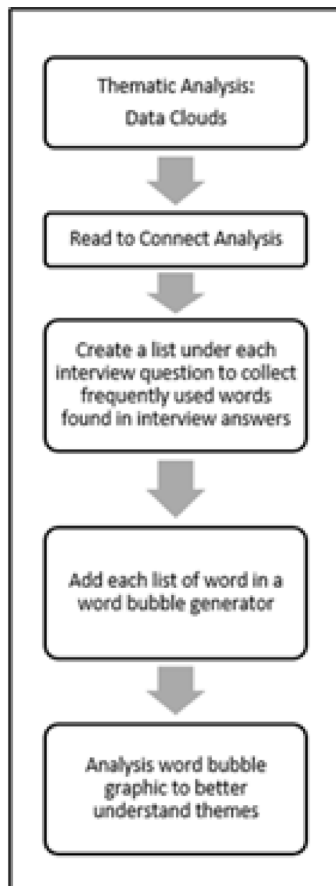 Thematic Analysis:
Data Clouds
Read to Connect Analysis
Create a list under each
interview question to collect
frequently used words
found in interview answers
Add each list of word in a
word bubble generator
Analysis word bubble
graphic to better
understand themes